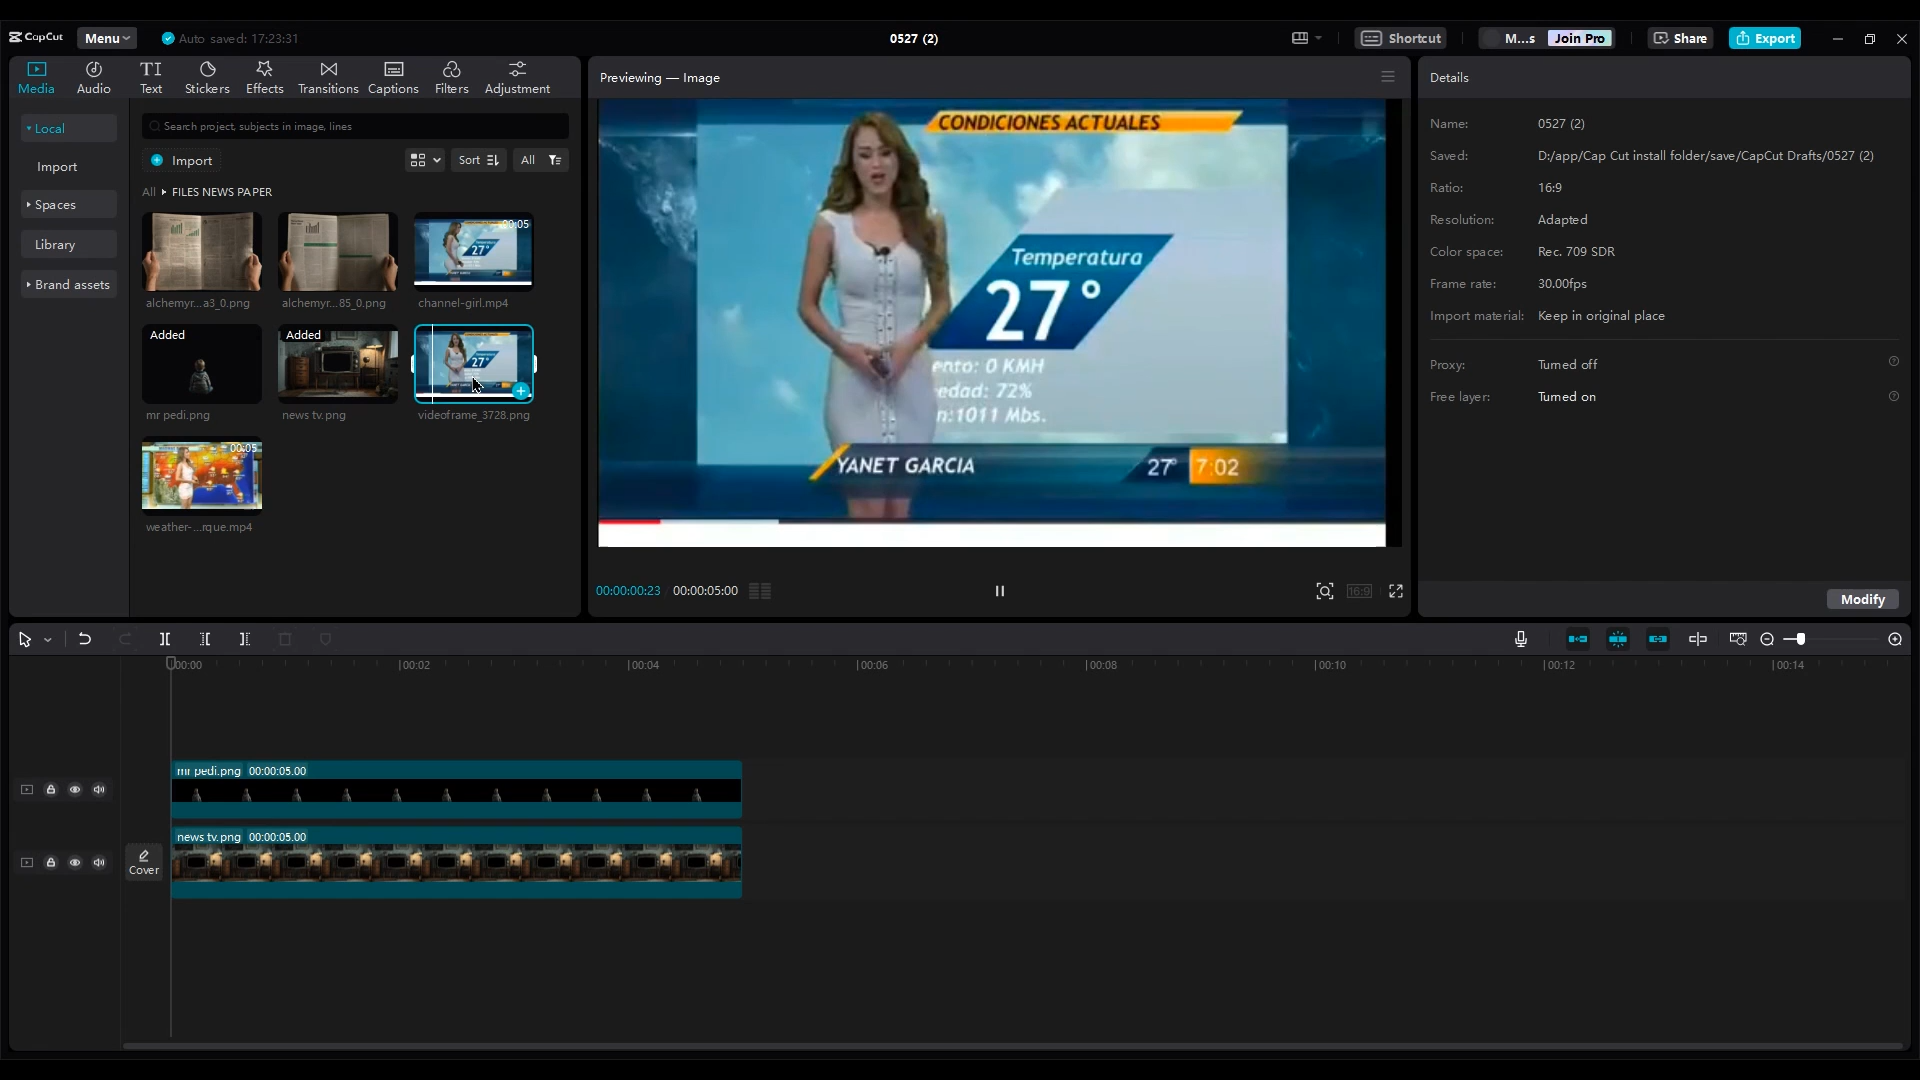 CapCut
Menu
Auto saved: 17:23:31
0527 (2)
Shortcut
M...s
Join Pro
Share
Export
Media
Audio
Text
Stickers
Effects
Transitions
Captions
Filters
Adjustment
Local
Import
Spaces
Library
Brand assets
Search project, subjects in image, lines
Import
Sort
All
All
FILES NEWS PAPER
alchemyr...a3_0.png
alchemyr...85_0.png
00:05
channel-girl.mp4
Added
mr pedi.png
Added
news tv.png
videoframe_3728.png
00:05
weather-...rque.mp4
Previewing — Image
CONDICIONES ACTUALES
Temperatura
27°
ento: 0 KMH
edad: 72%
n:1011 Mbs.
YANET GARCIA
27°
7:02
00:00:00:23
00:00:05:00
16:9
Details
Name:
0527 (2)
Saved:
D:/app/Cap Cut install folder/save/CapCut Drafts/0527 (2)
Ratio:
16:9
Resolution:
Adapted
Color space:
Rec. 709 SDR
Frame rate:
30.00fps
Import material:
Keep in original place
Proxy:
Turned off
Free layer:
Turned on
Modify
00:00
00:02
00:04
00:06
00:08
00:10
00:12
00:14
mr pedi.png 00:00:05.00
Cover
news tv.png 00:00:05.00